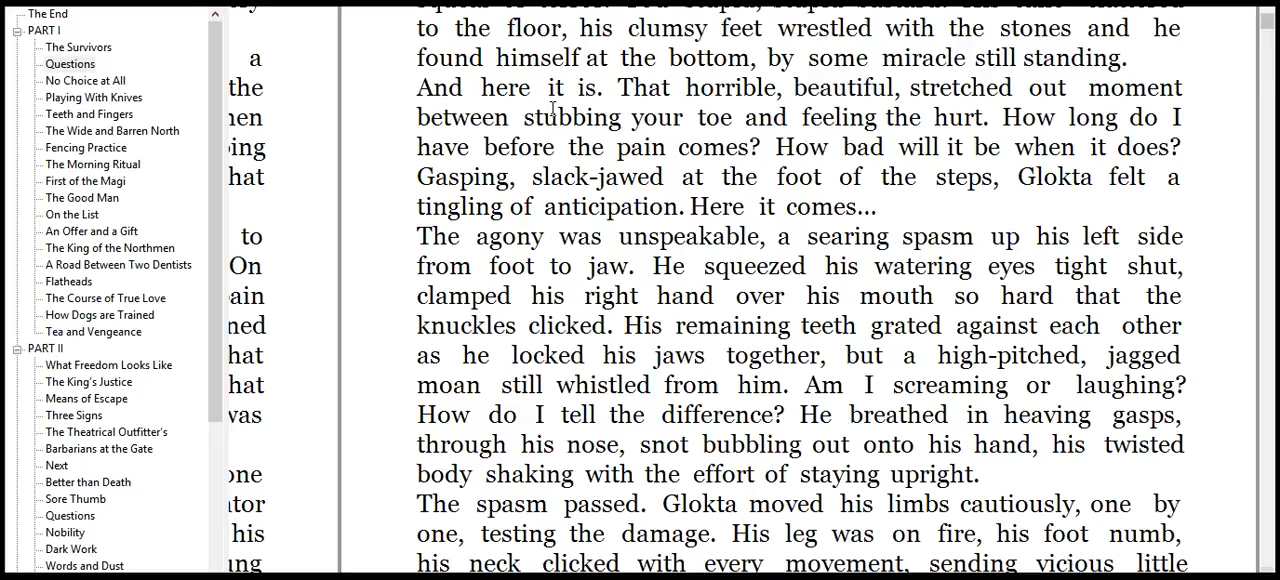 The End
PART I
The Survivors
Questions
No Choice at All
Playing With Knives
Teeth and Fingers
The Wide and Barren North
Fencing Practice
The Morning Ritual
First of the Magi
The Good Man
On the List
An Offer and a Gift
The King of the Northmen
A Road Between Two Dentists
Flatheads
The Course of True Love
How Dogs are Trained
Tea and Vengeance
PART II
What Freedom Looks Like
The King's Justice
Means of Escape
Three Signs
The Theatrical Outfitter's
Barbarians at the Gate
Next
Better than Death
Sore Thumb
Questions
Nobility
Dark Work
Words and Dust
a
the
hat
to
On
ain
ned
hat
hat
was
one
tor
his
ung
to the floor, his clumsy feet wrestled with the stones and he
found himself at the bottom, by some miracle still standing.
And here it is. That horrible, beautiful, stretched out moment
between stubbing your toe and feeling the hurt. How long do I
have before the pain comes? How bad will it be when it does?
Gasping, slack-jawed at the foot of the steps, Glokta felt a
tingling of anticipation. Here it comes...
The agony was unspeakable, a searing spasm up his left side
from foot to jaw. He squeezed his watering eyes tight shut,
clamped his right hand over his mouth so hard that the
knuckles clicked. His remaining teeth grated against each other
as he locked his jaws together, but a high-pitched, jagged
moan still whistled from him. Am I screaming or laughing?
How do I tell the difference? He breathed in heaving gasps,
through his nose, snot bubbling out onto his hand, his twisted
body shaking with the effort of staying upright.
The spasm passed. Glokta moved his limbs cautiously, one by
one, testing the damage. His leg was on fire, his foot numb,
his neck clicked with every movement, sending vicious little